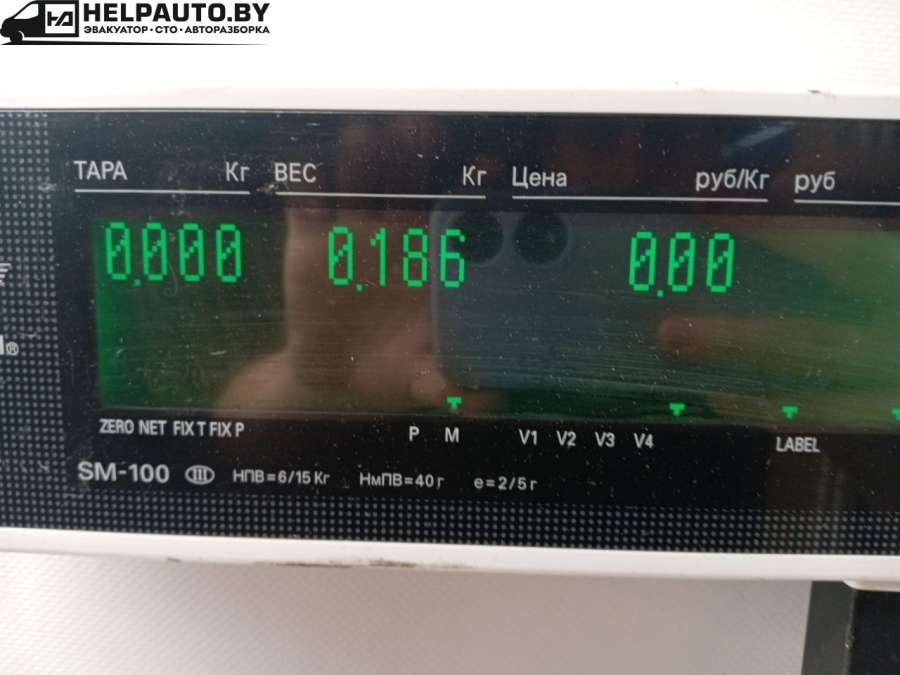 HELPAUTO.BY
ЭВАКУАТОР · СТО · АВТОРАЗБОРКА
ТАРА Кг ВЕС Кг Цена руб/Кг руб
0.000 0.186 0.00
ZERO NET FIX T FIX P P M V1 V2 V3 V4 LABEL
SM-100 III НПВ=6/15 Кг НмПВ=40 г e=2/5 г